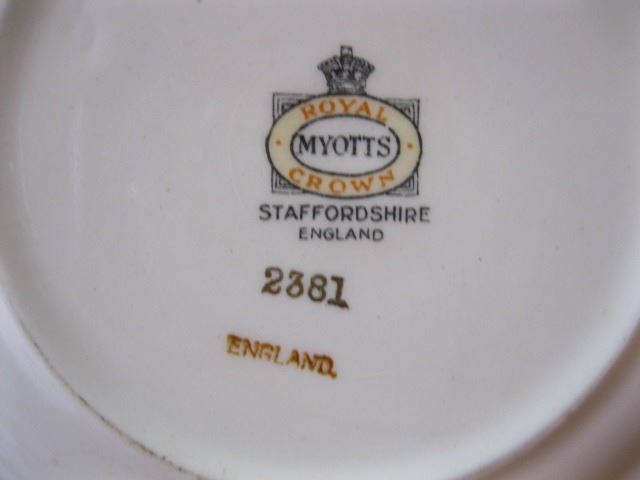 ROYAL
MYOTTS
CROWN
STAFFORDSHIRE
ENGLAND
2381
ENGLAND.